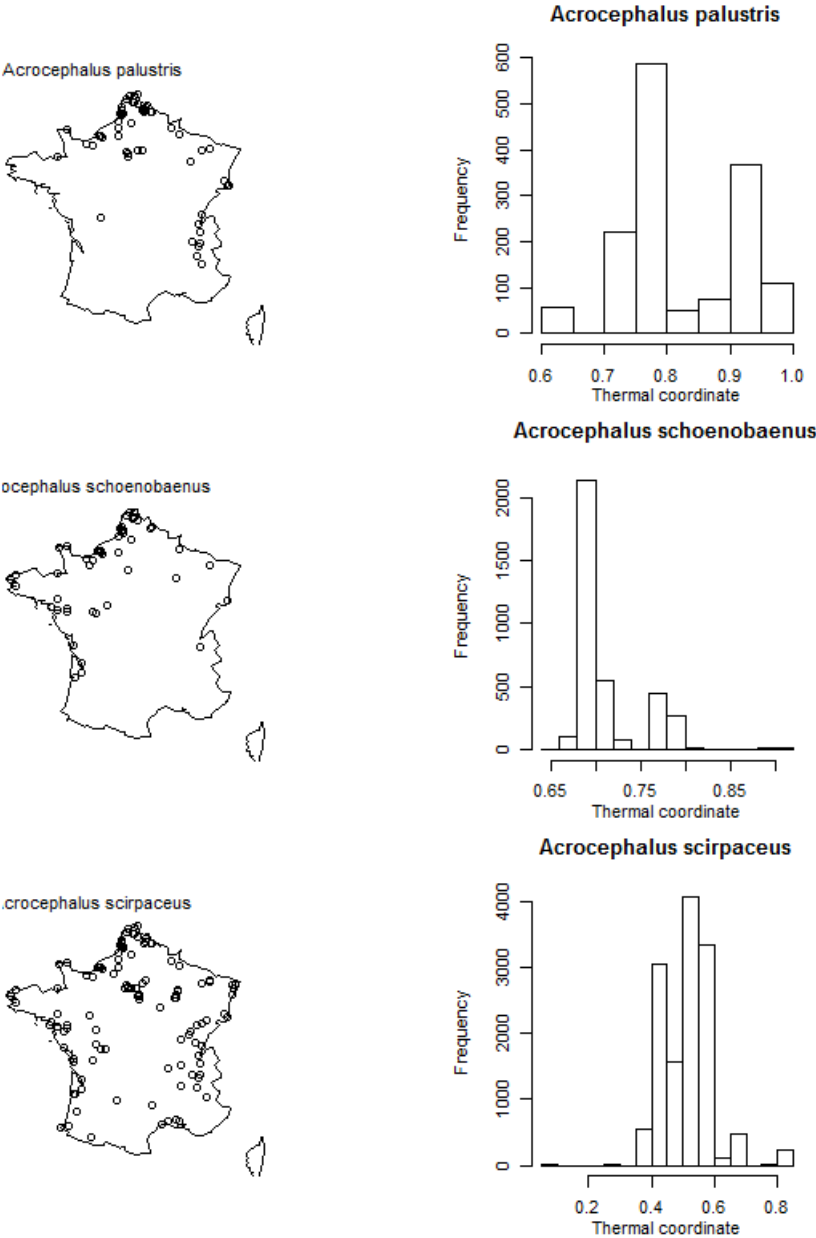 Acrocephalus palustris
Acrocephalus palustris
Frequency
600
500
400
300
200
100
0
0.6 0.7 0.8 0.9 1.0
Thermal coordinate
Acrocephalus schoenobaenus
ocephalus schoenobaenus
Frequency
2000
1500
1000
500
0
0.65 0.75 0.85
Thermal coordinate
Acrocephalus scirpaceus
.crocephalus scirpaceus
Frequency
4000
3000
2000
1000
0
0.2 0.4 0.6 0.8
Thermal coordinate